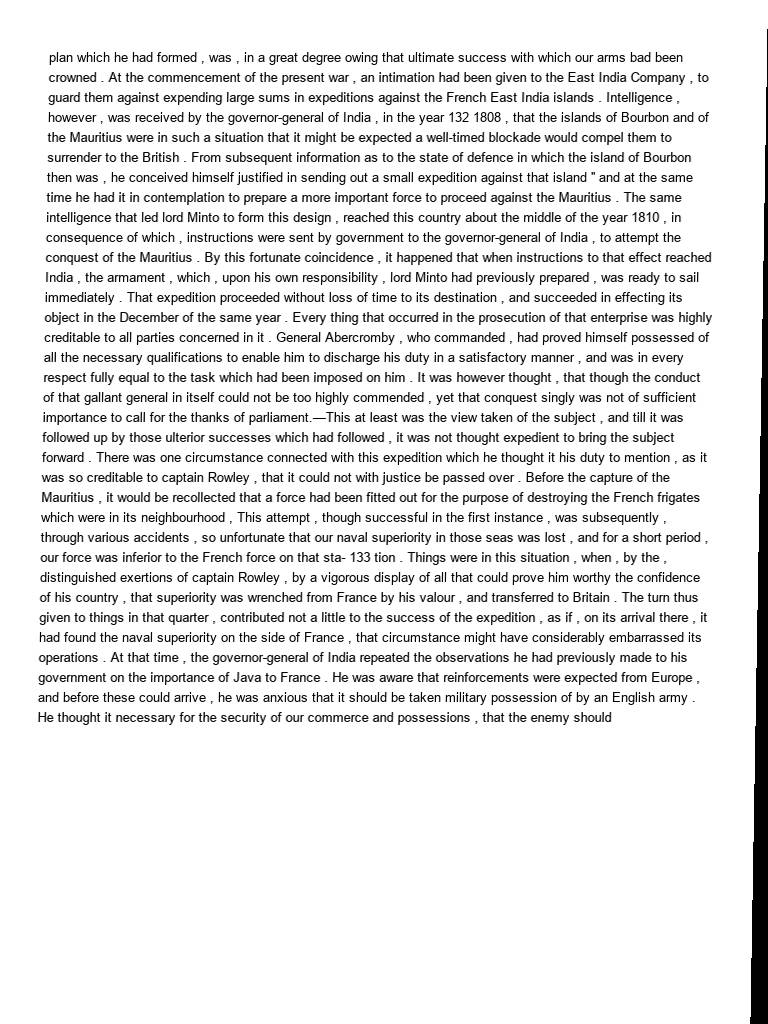 plan which he had formed , was , in a great degree owing that ultimate success with which our arms bad been
crowned . At the commencement of the present war , an intimation had been given to the East India Company , to
guard them against expending large sums in expeditions against the French East India islands . Intelligence ,
however , was received by the governor-general of India , in the year 132 1808 , that the islands of Bourbon and of
the Mauritius were in such a situation that it might be expected a well-timed blockade would compel them to
surrender to the British . From subsequent information as to the state of defence in which the island of Bourbon
then was , he conceived himself justified in sending out a small expedition against that island " and at the same
time he had it in contemplation to prepare a more important force to proceed against the Mauritius . The same
intelligence that led lord Minto to form this design , reached this country about the middle of the year 1810 , in
consequence of which , instructions were sent by government to the governor-general of India , to attempt the
conquest of the Mauritius . By this fortunate coincidence , it happened that when instructions to that effect reached
India , the armament , which , upon his own responsibility , lord Minto had previously prepared , was ready to sail
immediately . That expedition proceeded without loss of time to its destination , and succeeded in effecting its
object in the December of the same year . Every thing that occurred in the prosecution of that enterprise was highly
creditable to all parties concerned in it . General Abercromby , who commanded , had proved himself possessed of
all the necessary qualifications to enable him to discharge his duty in a satisfactory manner , and was in every
respect fully equal to the task which had been imposed on him . It was however thought , that though the conduct
of that gallant general in itself could not be too highly commended , yet that conquest singly was not of sufficient
importance to call for the thanks of parliament.—This at least was the view taken of the subject , and till it was
followed up by those ulterior successes which had followed , it was not thought expedient to bring the subject
forward . There was one circumstance connected with this expedition which he thought it his duty to mention , as it
was so creditable to captain Rowley , that it could not with justice be passed over . Before the capture of the
Mauritius , it would be recollected that a force had been fitted out for the purpose of destroying the French frigates
which were in its neighbourhood , This attempt , though successful in the first instance , was subsequently ,
through various accidents , so unfortunate that our naval superiority in those seas was lost , and for a short period ,
our force was inferior to the French force on that sta- 133 tion . Things were in this situation , when , by the ,
distinguished exertions of captain Rowley , by a vigorous display of all that could prove him worthy the confidence
of his country , that superiority was wrenched from France by his valour , and transferred to Britain . The turn thus
given to things in that quarter , contributed not a little to the success of the expedition , as if , on its arrival there , it
had found the naval superiority on the side of France , that circumstance might have considerably embarrassed its
operations . At that time , the governor-general of India repeated the observations he had previously made to his
government on the importance of Java to France . He was aware that reinforcements were expected from Europe ,
and before these could arrive , he was anxious that it should be taken military possession of by an English army .
He thought it necessary for the security of our commerce and possessions , that the enemy should